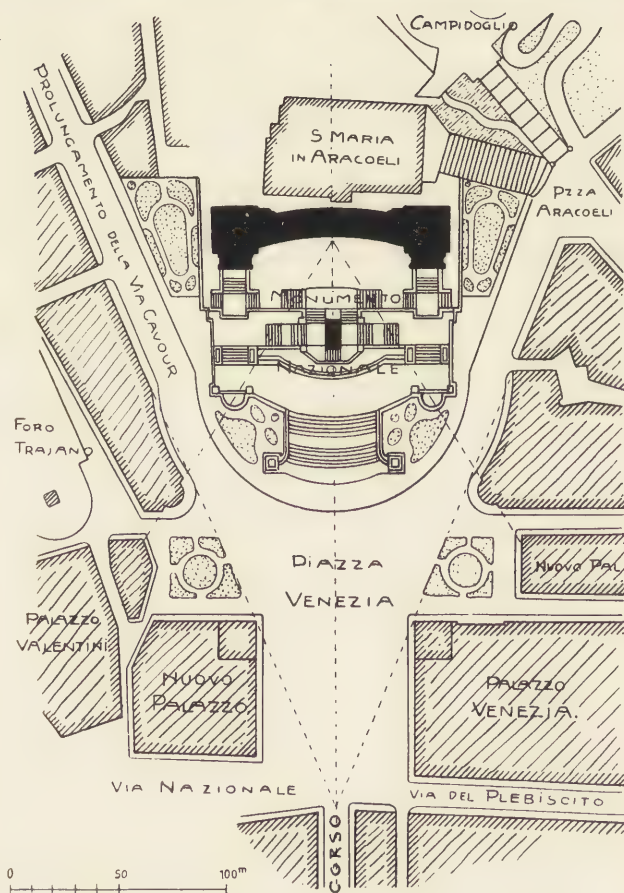 CAMPIDOGLIO
PROLUNGAMENTO DELLA VIA CAVOUR
S MARIA
IN ARACOELI
PZZA
ARACOELI
MONUMENTO
NAZIONALE
FORO
TRAJANO
PIAZZA
VENEZIA
NUOVO PAL
PALAZZO
VALENTINI
NUOVO
PALAZZO.
PALAZZO
VENEZIA.
VIA NAZIONALE
VIA DEL PLEBISCITO
CORSO
0 50 100m